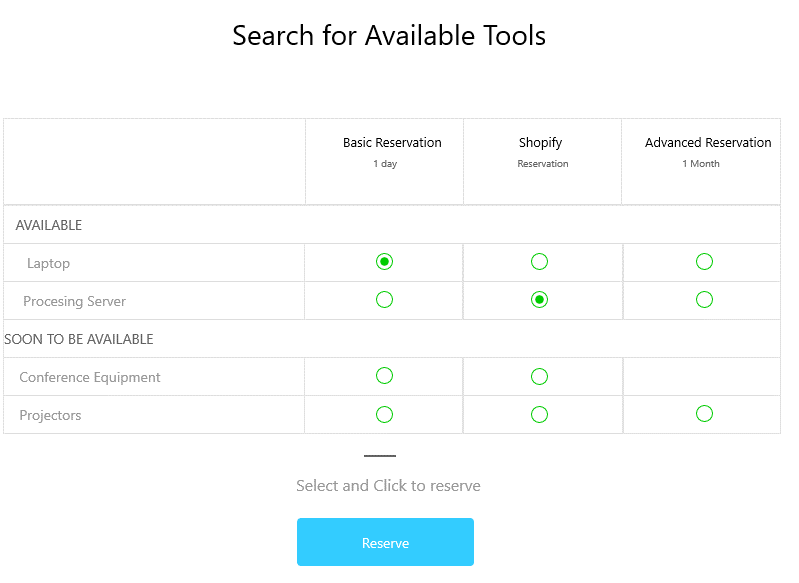 Search for Available Tools
Basic Reservation
1 day
Shopify
Reservation
Advanced Reservation
1 Month
AVAILABLE
Laptop
Procesing Server
SOON TO BE AVAILABLE
Conference Equipment
Projectors
Select and Click to reserve
Reserve